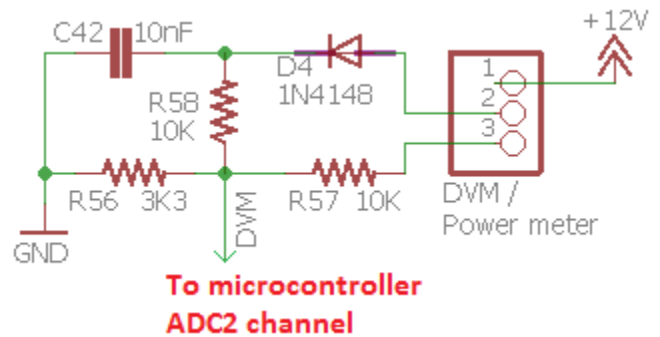 +12V
C42 10nF
D4
1N4148
1
2
3
R58
10K
R56 3K3
DVM
R57 10K
DVM /
Power meter
GND
To microcontroller
ADC2 channel